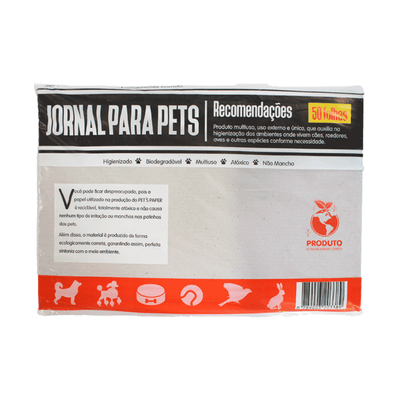 JORNAL PARA PETS
Recomendações
50 folhas
Produto multiuso, uso externo e único, que auxilia na
higienização dos ambientes onde vivem cães, roedores,
aves e outras espécies conforme necessidade.
Higienizado Biodegradável Multiuso Atóxico Não Mancha
Você pode ficar despreocupado, pois o
papel utilizado na produção do PETS PAPER
é reciclável, totalmente atóxico e não causa
nenhum tipo de irritação ou manchas nas patinhas
dos pets.
Além disso, o material é produzido de forma
ecologicamente correta, garantindo assim, perfeita
sintonia com o meio ambiente.
PRODUTO